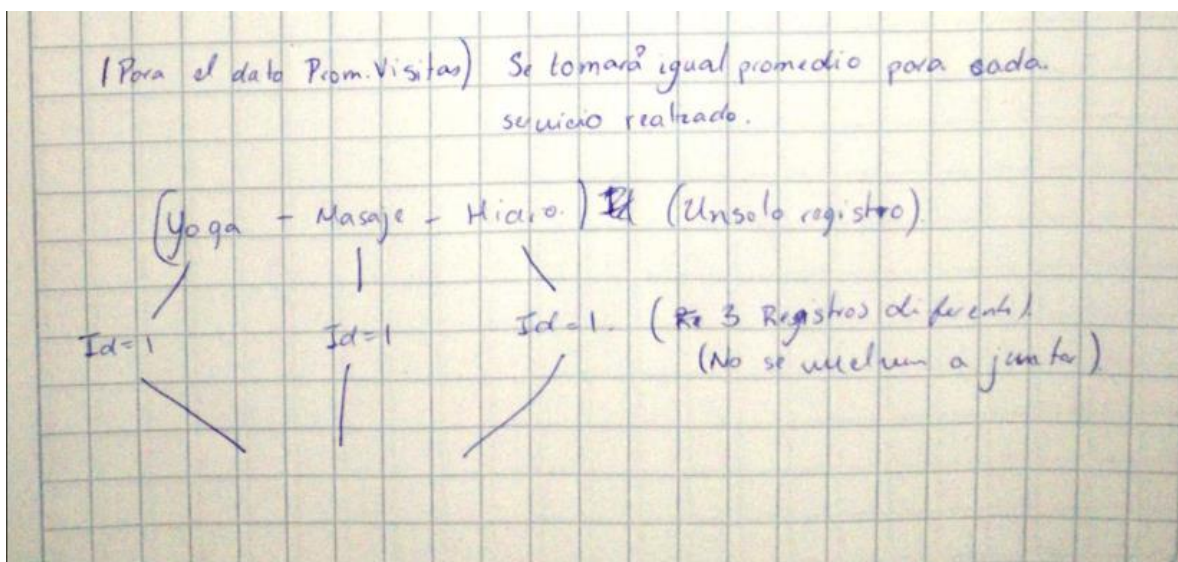 (Para el dato Prom.Visitas) Se tomará igual promedio para cada
servicio realizado.
(Yoga - Masaje - Hidro.) (Un solo registro).
Id=1 Id=1 Id=1. (3 Registros diferents).
(No se vuelven a juntar)